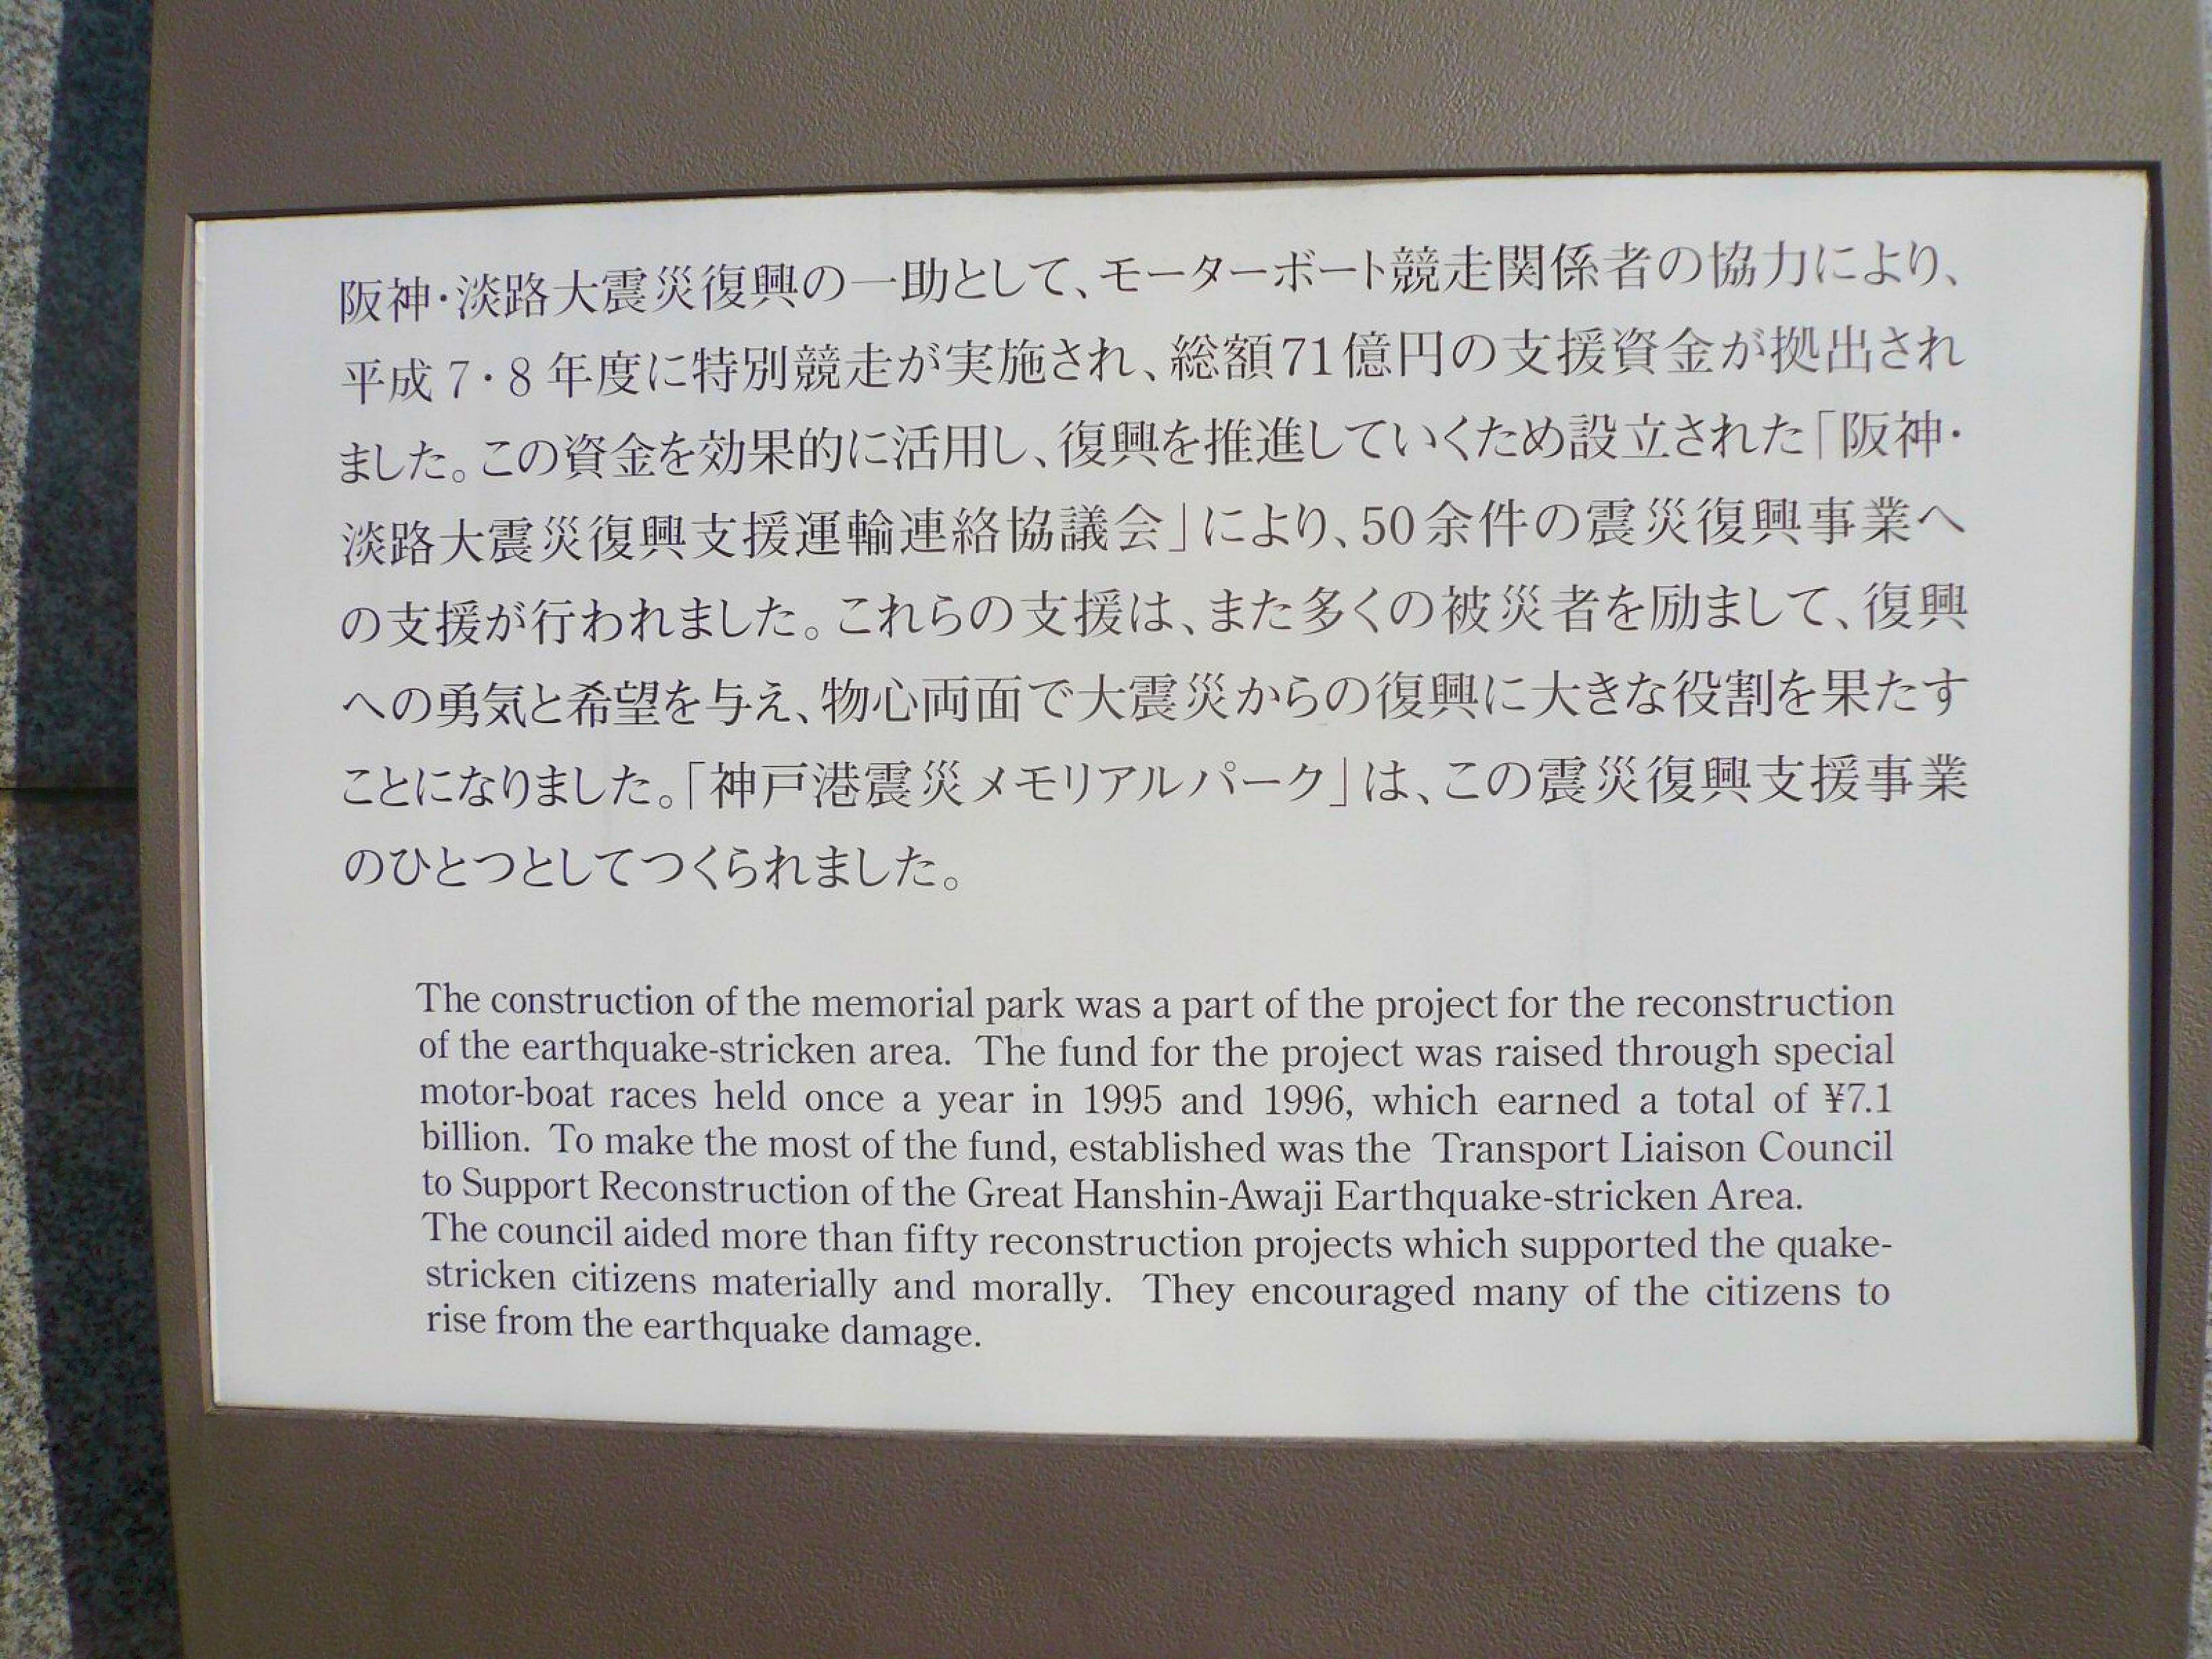 阪神・淡路大震災復興の一助として、モーターボート競走関係者の協力により、
平成7・8年度に特別競走が実施され、総額71億円の支援資金が拠出され
ました。この資金を効果的に活用し、復興を推進していくため設立された「阪神・
淡路大震災復興支援運輸連絡協議会」により、50余件の震災復興事業へ
の支援が行われました。これらの支援は、また多くの被災者を励まして、復興
への勇気と希望を与え、物心両面で大震災からの復興に大きな役割を果たす
ことになりました。「神戸港震災メモリアルパーク」は、この震災復興支援事業
のひとつとしてつくられました。
The construction of the memorial park was a part of the project for the reconstruction
of the earthquake-stricken area. The fund for the project was raised through special
motor-boat races held once a year in 1995 and 1996, which earned a total of ¥7.1
billion. To make the most of the fund, established was the Transport Liaison Council
to Support Reconstruction of the Great Hanshin-Awaji Earthquake-stricken Area.
The council aided more than fifty reconstruction projects which supported the quake-
stricken citizens materially and morally. They encouraged many of the citizens to
rise from the earthquake damage.